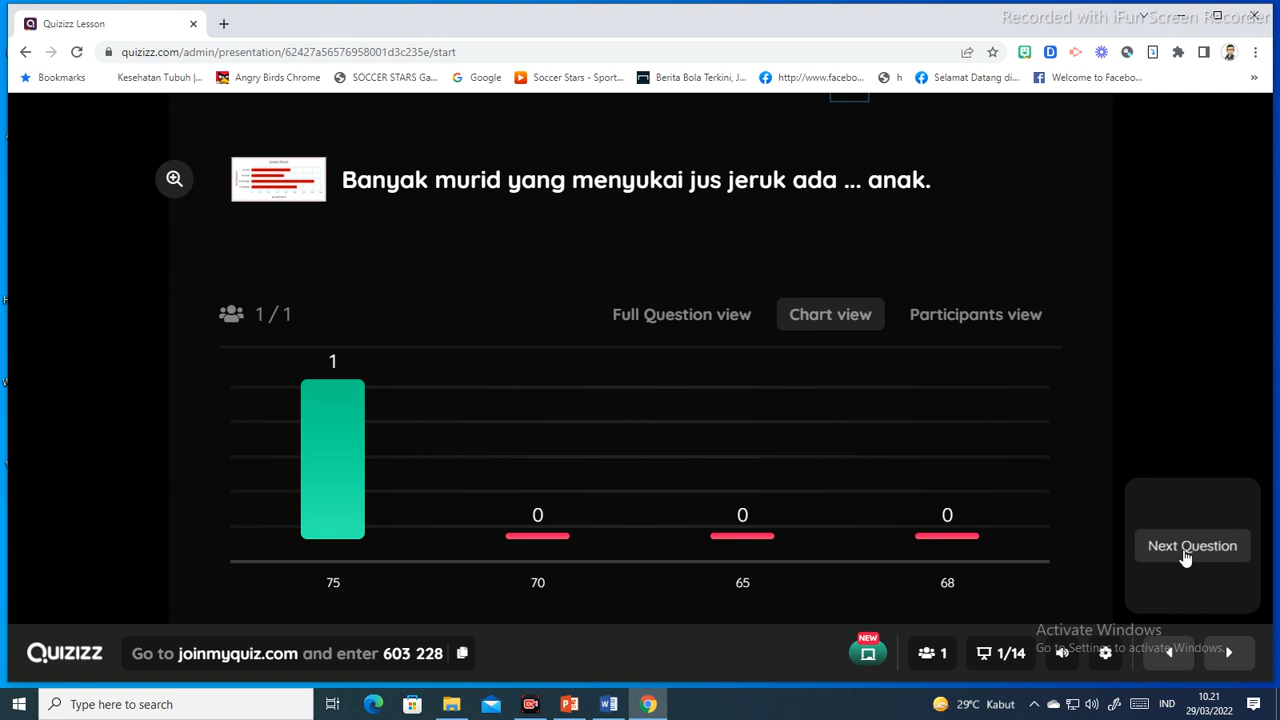 Recorded with iFun Screen Recorder
Quizizz Lesson
quizizz.com/admin/presentation/62427a56576958001d3c235e/start
Bookmarks
Kesehatan Tubuh |...
Angry Birds Chrome
SOCCER STARS Ga...
Google
Soccer Stars - Sport...
Berita Bola Terkini, J...
http://www.facebo...
h
Selamat Datang di...
Welcome to Facebo...
»
Banyak murid yang menyukai jus jeruk ada ... anak.
1 / 1
Full Question view
Chart view
Participants view
1
0
0
0
75
70
65
68
Next Question
Activate Windows
Go to Settings to activate Windows.
Quizizz
Go to joinmyquiz.com and enter 603 228
NEW
1
1/14
Type here to search
29°C Kabut
IND
10.21
29/03/2022